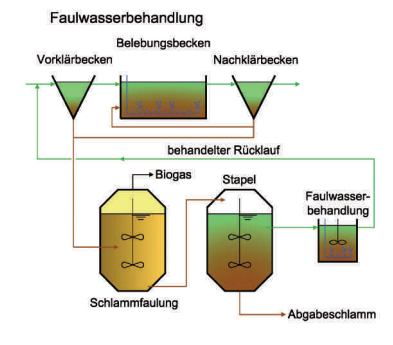 Faulwasserbehandlung
Belebungsbecken
Vorklärbecken
Nachklärbecken
behandelter Rücklauf
Biogas
Stapel
Faulwasser-
behandlung
Schlammfaulung
Abgabeschlamm